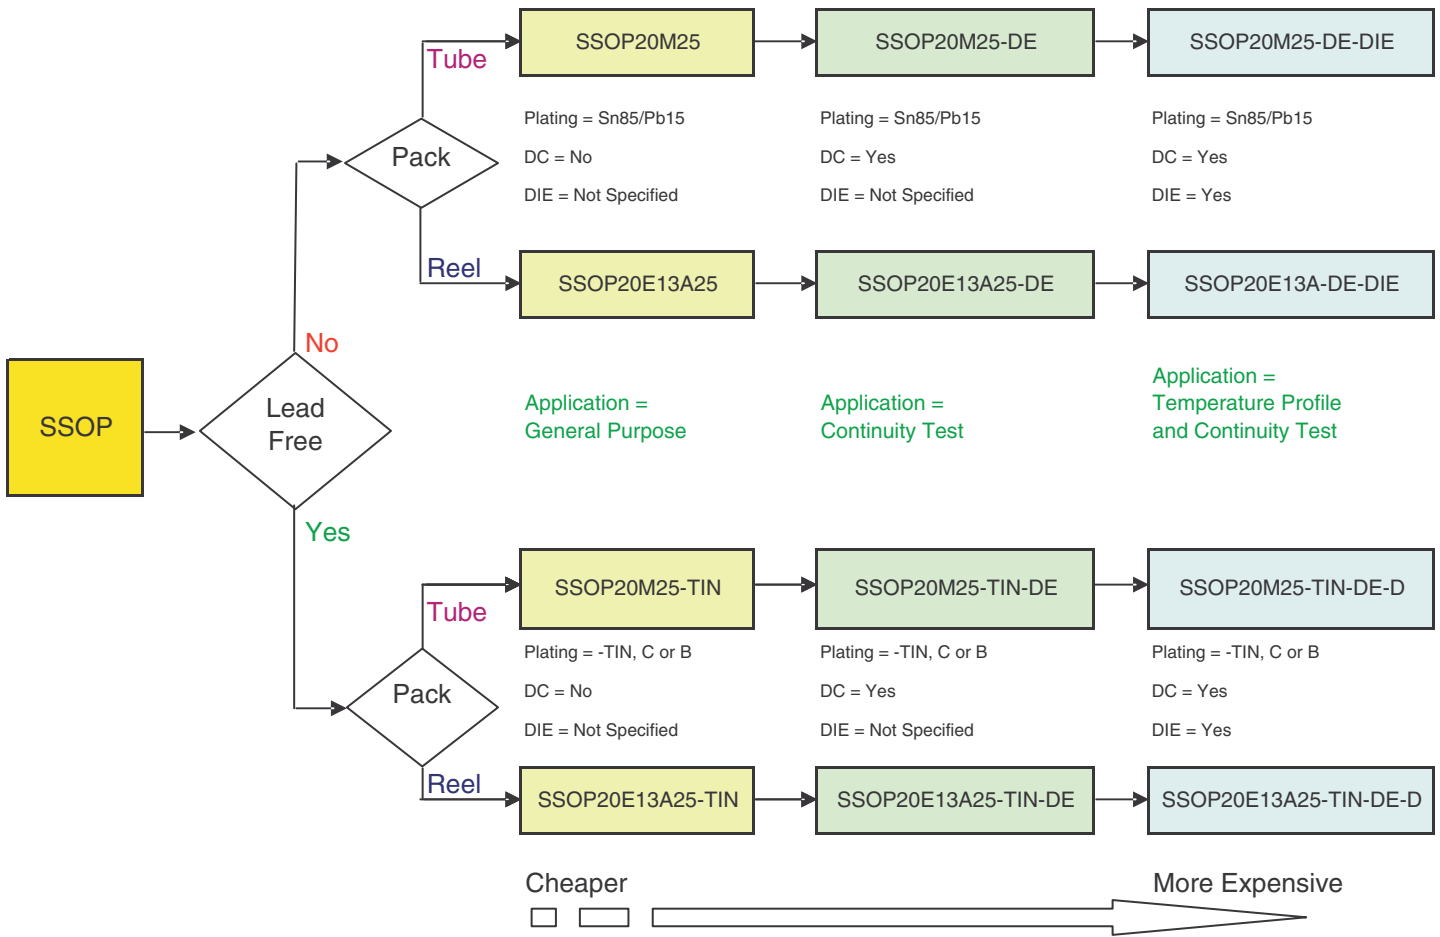 SSOP20M25
SSOP20M25-DE
SSOP20M25-DE-DIE
Tube
Plating = Sn85/Pb15
Plating = Sn85/Pb15
Plating = Sn85/Pb15
Pack
DC = No
DC = Yes
DC = Yes
DIE = Not Specified
DIE = Not Specified
DIE = Yes
Reel
SSOP20E13A25
SSOP20E13A25-DE
SSOP20E13A-DE-DIE
No
SSOP
Lead
Free
Application =
General Purpose
Application =
Continuity Test
Application =
Temperature Profile
and Continuity Test
Yes
SSOP20M25-TIN
SSOP20M25-TIN-DE
SSOP20M25-TIN-DE-D
Tube
Plating = -TIN, C or B
Plating = -TIN, C or B
Plating = -TIN, C or B
Pack
DC = No
DC = Yes
DC = Yes
DIE = Not Specified
DIE = Not Specified
DIE = Yes
Reel
SSOP20E13A25-TIN
SSOP20E13A25-TIN-DE
SSOP20E13A25-TIN-DE-D
Cheaper
More Expensive